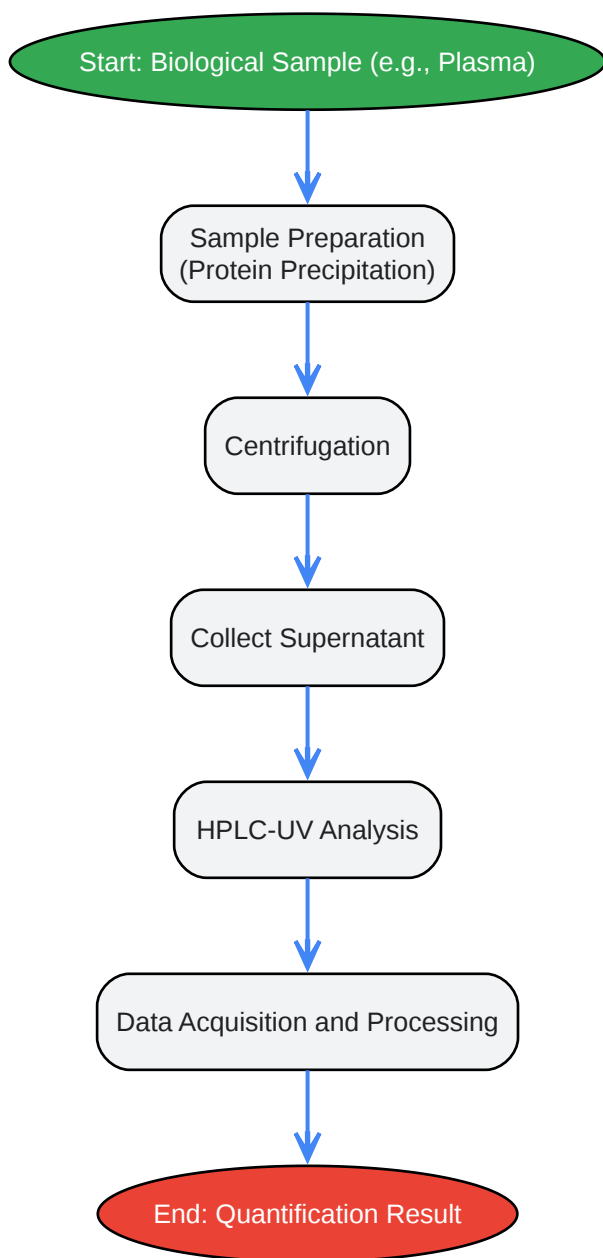 Start: Biological Sample (e.g., Plasma)
Sample Preparation
(Protein Precipitation)
Centrifugation
Collect Supernatant
HPLC-UV Analysis
Data Acquisition and Processing
End: Quantification Result